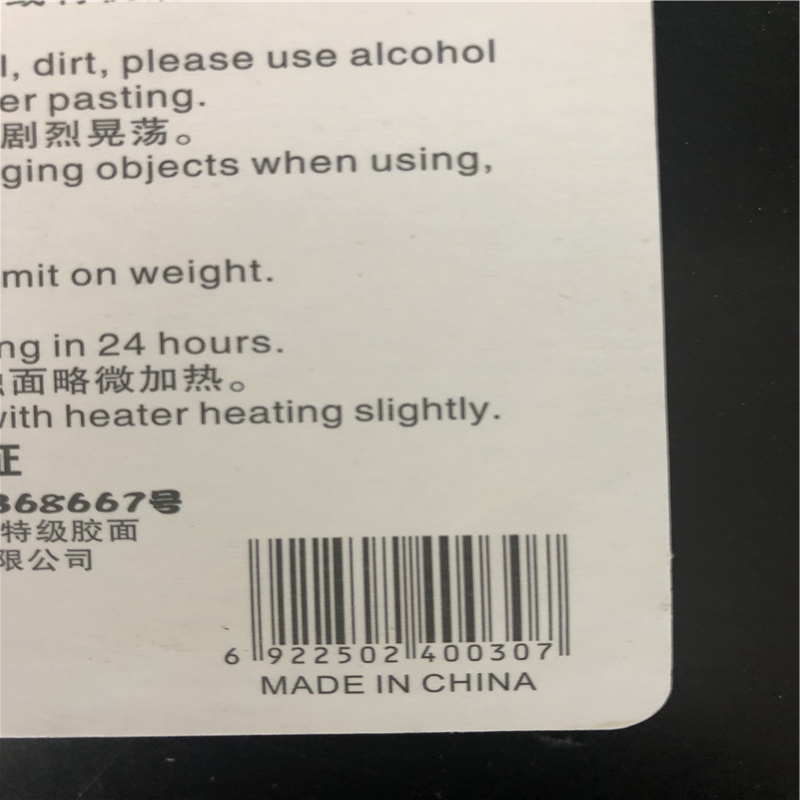 l, dirt, please use alcohol
er pasting.
剧烈晃荡。
ging objects when using,
mit on weight.
ng in 24 hours.
面略微加热。
with heater heating slightly.
证
368667号
特级胶面
限公司
6 922502 400307
MADE IN CHINA